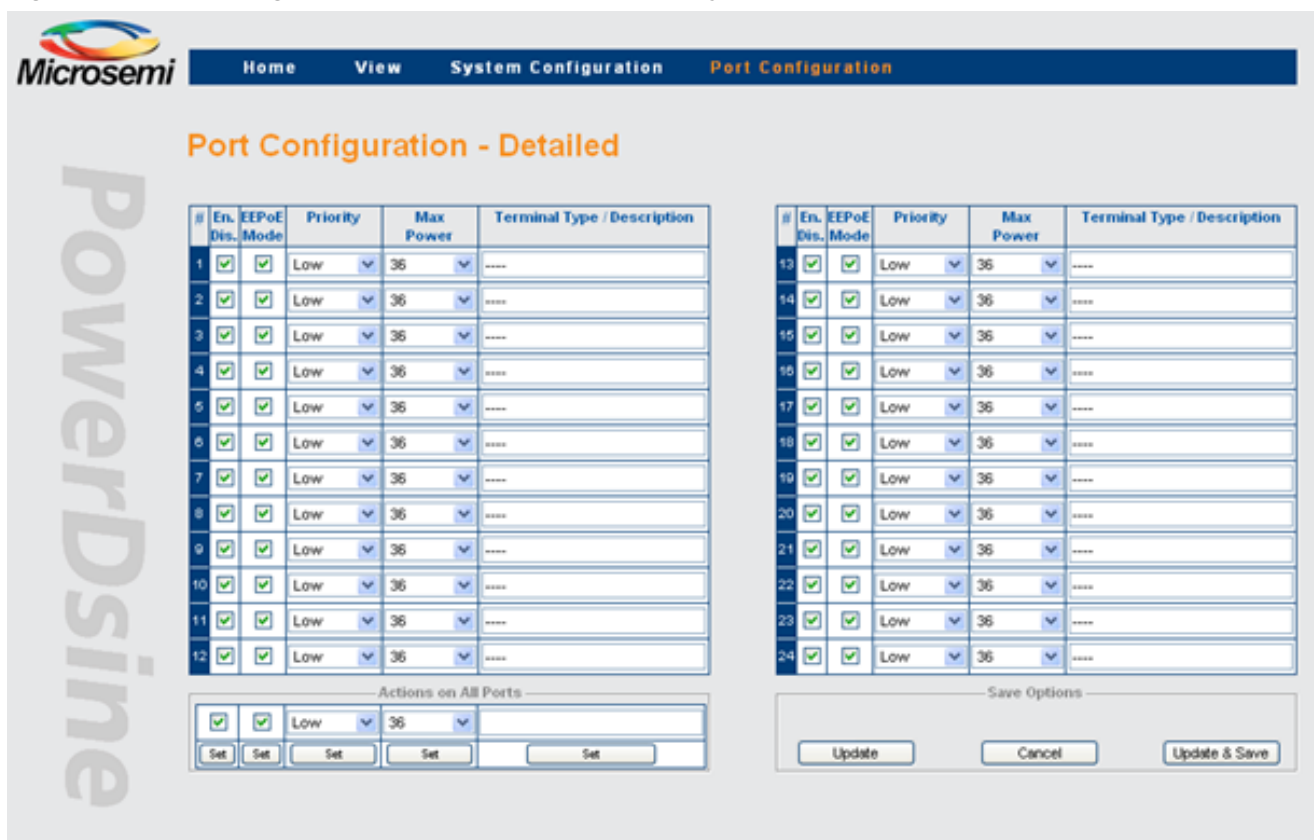 Microsemi
Home View System Configuration Port Configuration
PowerDsine
Port Configuration - Detailed
# En. Dis. EEPoE Mode Priority Max Power Terminal Type / Description
1 Low 36 ----
2 Low 36 ----
3 Low 36 ----
4 Low 36 ----
5 Low 36 ----
6 Low 36 ----
7 Low 36 ----
8 Low 36 ----
9 Low 36 ----
10 Low 36 ----
11 Low 36 ----
12 Low 36 ----
Actions on All Ports
Low 36
Set Set Set Set Set
# En. Dis. EEPoE Mode Priority Max Power Terminal Type / Description
13 Low 36 ----
14 Low 36 ----
15 Low 36 ----
16 Low 36 ----
17 Low 36 ----
18 Low 36 ----
19 Low 36 ----
20 Low 36 ----
21 Low 36 ----
22 Low 36 ----
23 Low 36 ----
24 Low 36 ----
Save Options
Update Cancel Update & Save